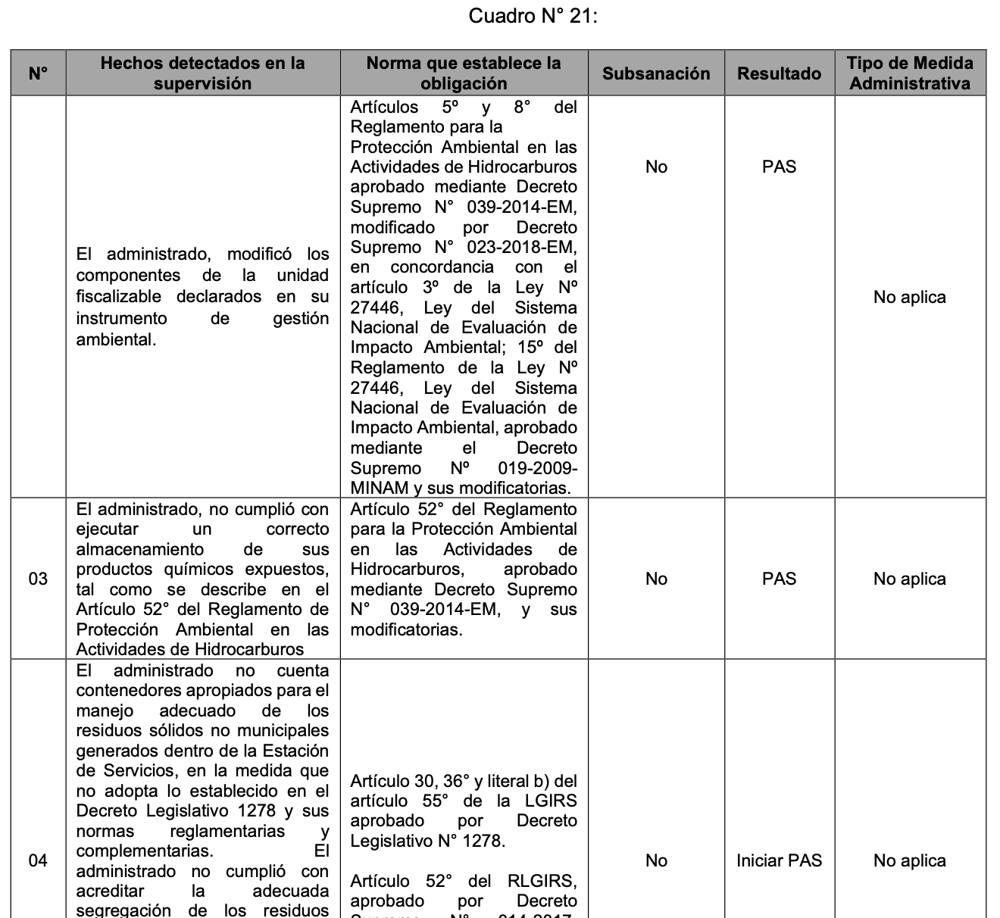 Cuadro N° 21:
N°
Hechos detectados en la
supervisión
Norma que establece la
obligación
Subsanación
Resultado
Tipo de Medida
Administrativa
El administrado, modificó los
componentes de la unidad
fiscalizable declarados en su
instrumento de gestión
ambiental.
Artículos 5º y 8° del
Reglamento para la
Protección Ambiental en las
Actividades de Hidrocarburos
aprobado mediante Decreto
Supremo N° 039-2014-EM,
modificado por Decreto
Supremo N° 023-2018-EM,
en concordancia con el
artículo 3º de la Ley Nº
27446, Ley del Sistema
Nacional de Evaluación de
Impacto Ambiental; 15º del
Reglamento de la Ley Nº
27446, Ley del Sistema
Nacional de Evaluación de
Impacto Ambiental, aprobado
mediante el Decreto
Supremo Nº 019-2009-
MINAM y sus modificatorias.
No
PAS
No aplica
03
El administrado, no cumplió con
ejecutar un correcto
almacenamiento de sus
productos químicos expuestos,
tal como se describe en el
Artículo 52° del Reglamento de
Protección Ambiental en las
Actividades de Hidrocarburos
Artículo 52° del Reglamento
para la Protección Ambiental
en las Actividades de
Hidrocarburos, aprobado
mediante Decreto Supremo
N° 039-2014-EM, y sus
modificatorias.
No
PAS
No aplica
04
El administrado no cuenta
contenedores apropiados para el
manejo adecuado de los
residuos sólidos no municipales
generados dentro de la Estación
de Servicios, en la medida que
no adopta lo establecido en el
Decreto Legislativo 1278 y sus
normas reglamentarias y
complementarias. El
administrado no cumplió con
acreditar la adecuada
segregación de los residuos
Artículo 30, 36° y literal b) del
artículo 55° de la LGIRS
aprobado por Decreto
Legislativo N° 1278.
Artículo 52° del RLGIRS,
aprobado por Decreto
Supremo N° 014-2017-
No
Iniciar PAS
No aplica